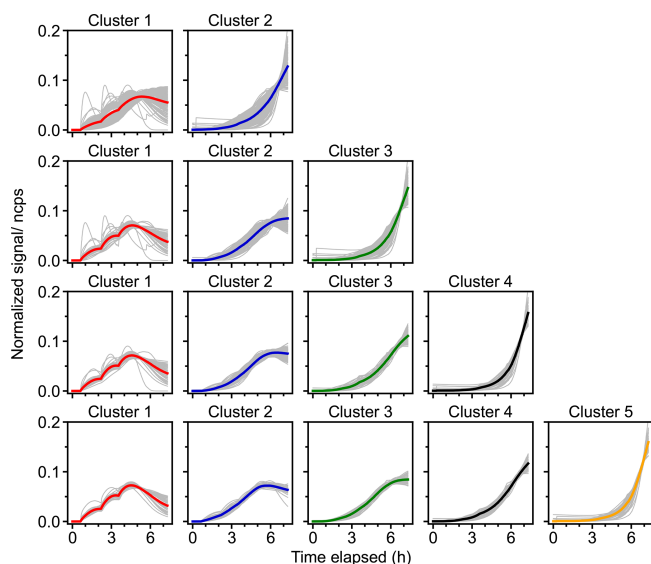 Cluster 1 Cluster 2
0.2
0.1
0.0
Cluster 1 Cluster 2 Cluster 3
0.2
0.1
0.0
Cluster 1 Cluster 2 Cluster 3 Cluster 4
0.2
0.1
0.0
Cluster 1 Cluster 2 Cluster 3 Cluster 4 Cluster 5
0.2
0.1
0.0
0 3 6 0 3 6 0 3 6 0 3 6 0 3 6
Normalized signal/ ncps
Time elapsed (h)